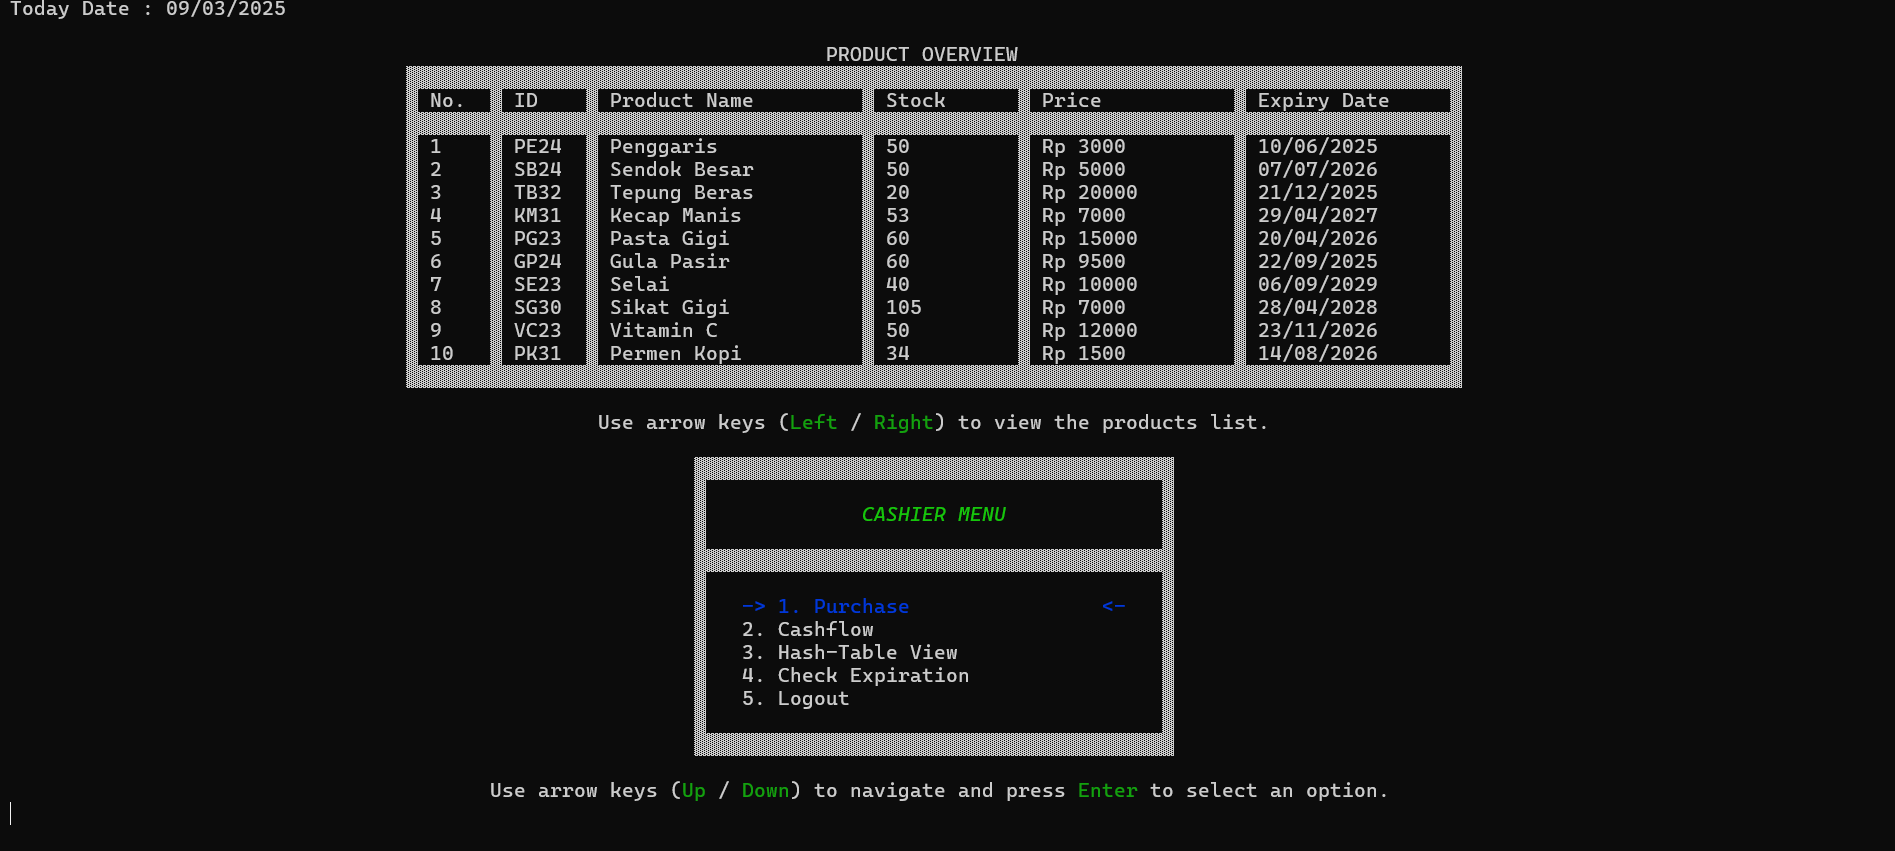 Today Date : 09/03/2025
PRODUCT OVERVIEW
No. ID Product Name Stock Price Expiry Date
1 PE24 Penggaris 50 Rp 3000 10/06/2025
2 SB24 Sendok Besar 50 Rp 5000 07/07/2026
3 TB32 Tepung Beras 20 Rp 20000 21/12/2025
4 KM31 Kecap Manis 53 Rp 7000 29/04/2027
5 PG23 Pasta Gigi 60 Rp 15000 20/04/2026
6 GP24 Gula Pasir 60 Rp 9500 22/09/2025
7 SE23 Selai 40 Rp 10000 06/09/2029
8 SG30 Sikat Gigi 105 Rp 7000 28/04/2028
9 VC23 Vitamin C 50 Rp 12000 23/11/2026
10 PK31 Permen Kopi 34 Rp 1500 14/08/2026
Use arrow keys (Left / Right) to view the products list.
CASHIER MENU
-> 1. Purchase <-
2. Cashflow
3. Hash-Table View
4. Check Expiration
5. Logout
Use arrow keys (Up / Down) to navigate and press Enter to select an option.